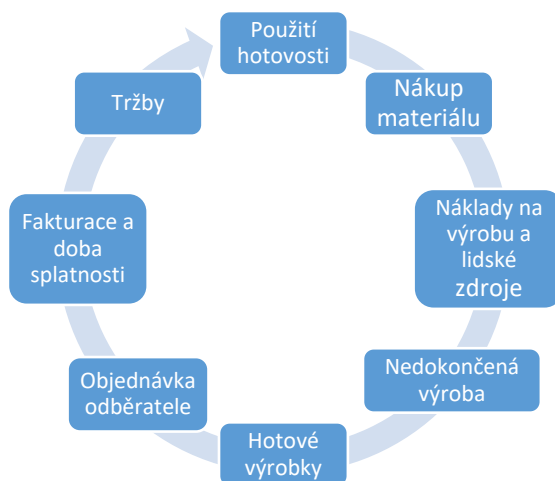 Použití
hotovosti
Nákup
materiálu
Náklady na
výrobu a
lidské
zdroje
Nedokončená
výroba
Hotové
výrobky
Objednávka
odběratele
Fakturace a
doba
splatnosti
Tržby